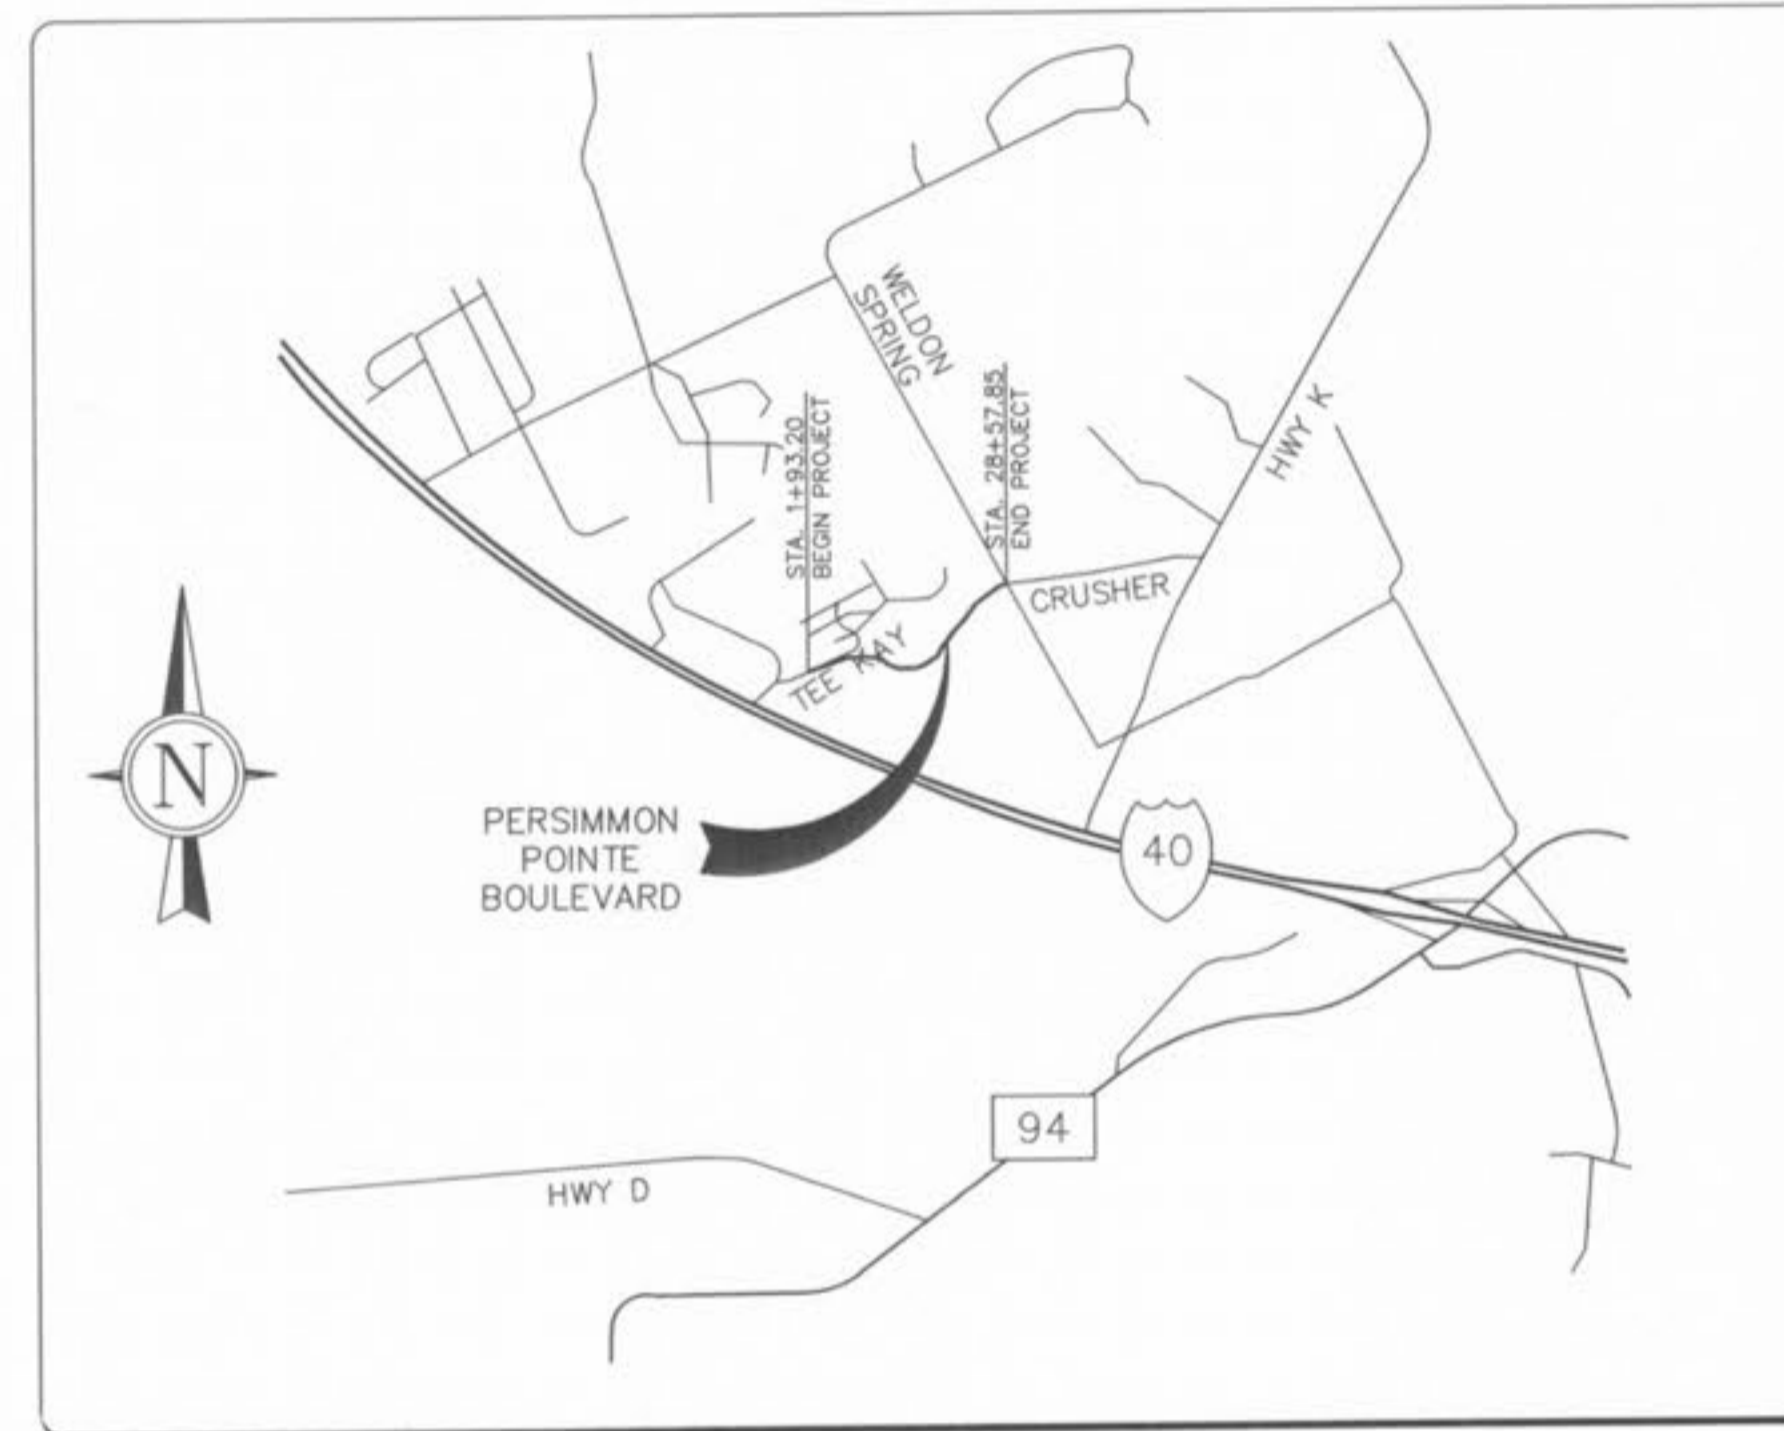 WELDON
SPRING
STA. 1+93.20
BEGIN PROJECT
STA. 28+57.85
END PROJECT
HWY K
CRUSHER
TEE KAY
N
PERSIMMON
POINTE
BOULEVARD
40
94
HWY D